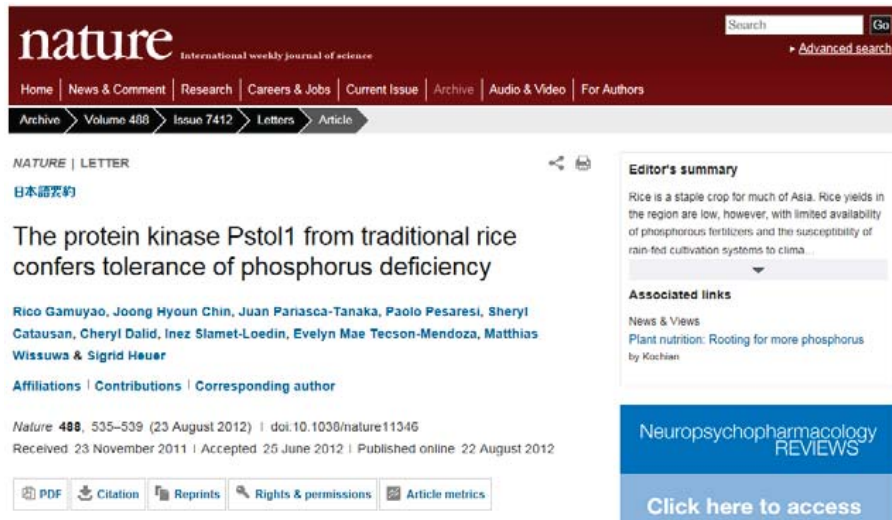 nature International weekly journal of science
Search Go
Advanced search
Home News & Comment Research Careers & Jobs Current Issue Archive Audio & Video For Authors
Archive Volume 488 Issue 7412 Letters Article
NATURE | LETTER
日本語要約
The protein kinase Pstol1 from traditional rice
confers tolerance of phosphorus deficiency
Rico Gamuyao, Joong Hyoun Chin, Juan Pariasca-Tanaka, Paolo Pesaresi, Sheryl
Catausan, Cheryl Dalid, Inez Slamet-Loedin, Evelyn Mae Tecson-Mendoza, Matthias
Wissuwa & Sigrid Heuer
Affiliations | Contributions | Corresponding author
Nature 488, 535–539 (23 August 2012) | doi:10.1038/nature11346
Received 23 November 2011 | Accepted 25 June 2012 | Published online 22 August 2012
PDF Citation Reprints Rights & permissions Article metrics
Editor's summary
Rice is a staple crop for much of Asia. Rice yields in
the region are low, however, with limited availability
of phosphorous fertilizers and the susceptibility of
rain-fed cultivation systems to clima...
Associated links
News & Views
Plant nutrition: Rooting for more phosphorus
by Kochian
Neuropsychopharmacology
REVIEWS
Click here to access